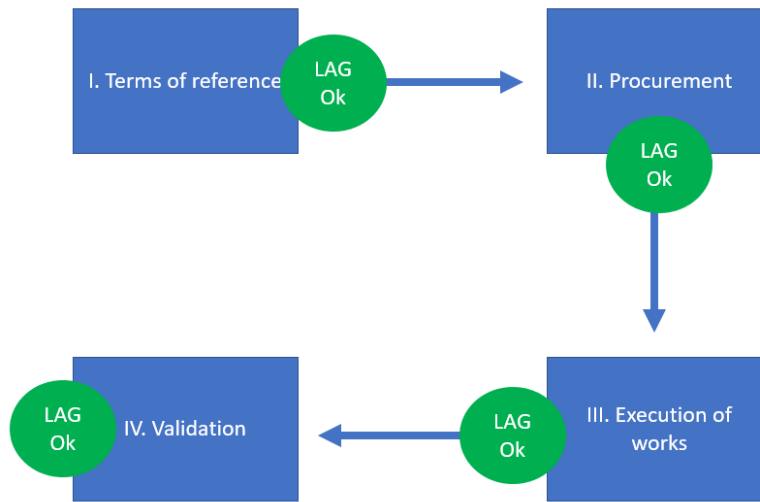 I. Terms of reference
LAG
Ok
II. Procurement
LAG
Ok
III. Execution of
works
LAG
Ok
IV. Validation
LAG
Ok